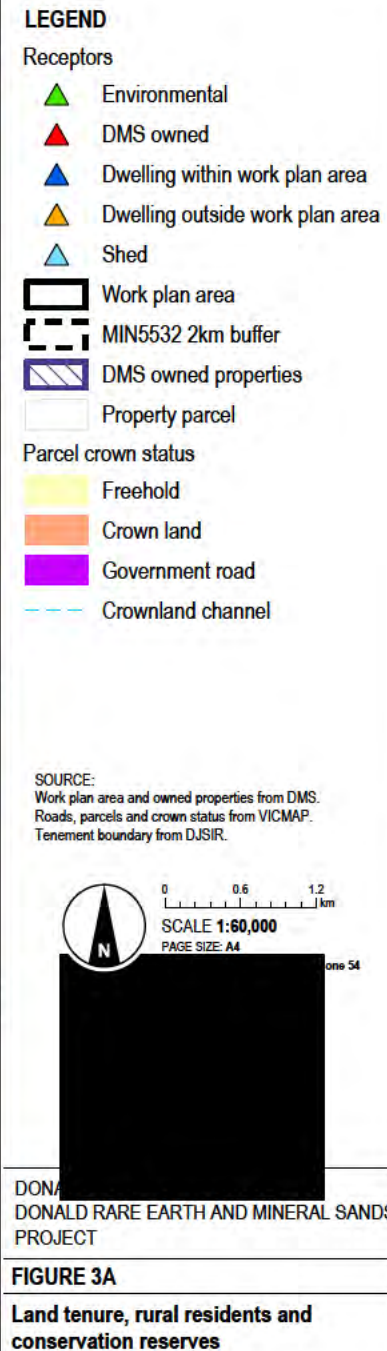 LEGEND
Receptors
Environmental
DMS owned
Dwelling within work plan area
Dwelling outside work plan area
Shed
Work plan area
MIN5532 2km buffer
DMS owned properties
Property parcel
Parcel crown status
Freehold
Crown land
Government road
Crownland channel
SOURCE:
Work plan area and owned properties from DMS.
Roads, parcels and crown status from VICMAP.
Tenement boundary from DJSIR.
0 0.6 1.2
km
N
SCALE 1:60,000
PAGE SIZE: A4
one 54
DONA
DONALD RARE EARTH AND MINERAL SANDS
PROJECT
FIGURE 3A
Land tenure, rural residents and
conservation reserves